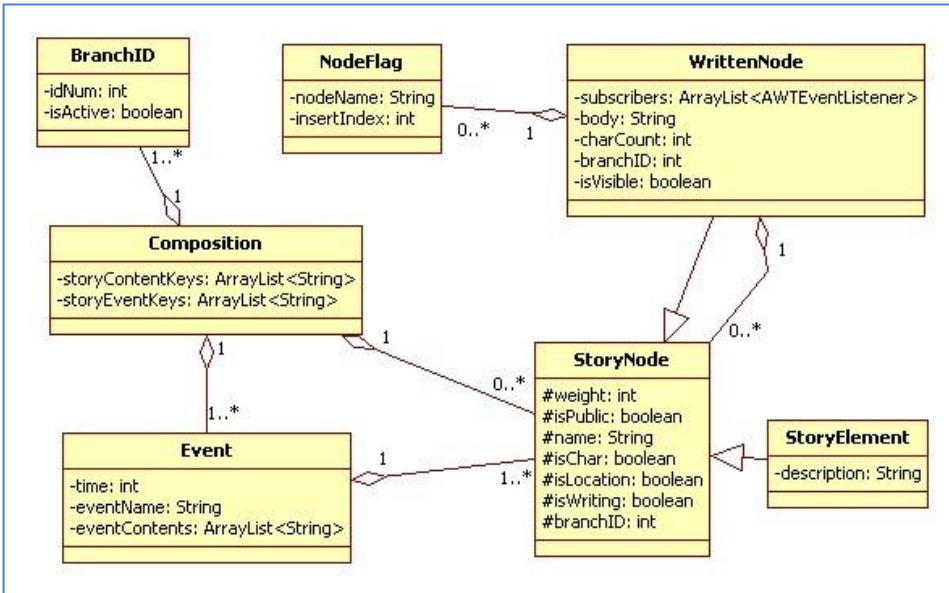 BranchID
-idNum: int
-isActive: boolean
NodeFlag
-nodeName: String
-insertIndex: int
WrittenNode
-subscribers: ArrayList<AWTEventListener>
-body: String
-charCount: int
-branchID: int
-isVisible: boolean
0..*
1
1..*
1
Composition
-storyContentKeys: ArrayList<String>
-storyEventKeys: ArrayList<String>
1
0..*
1
1..*
1
0..*
Event
-time: int
-eventName: String
-eventContents: ArrayList<String>
1
1..*
StoryNode
#weight: int
#isPublic: boolean
#name: String
#isChar: boolean
#isLocation: boolean
#isWriting: boolean
#branchID: int
StoryElement
-description: String